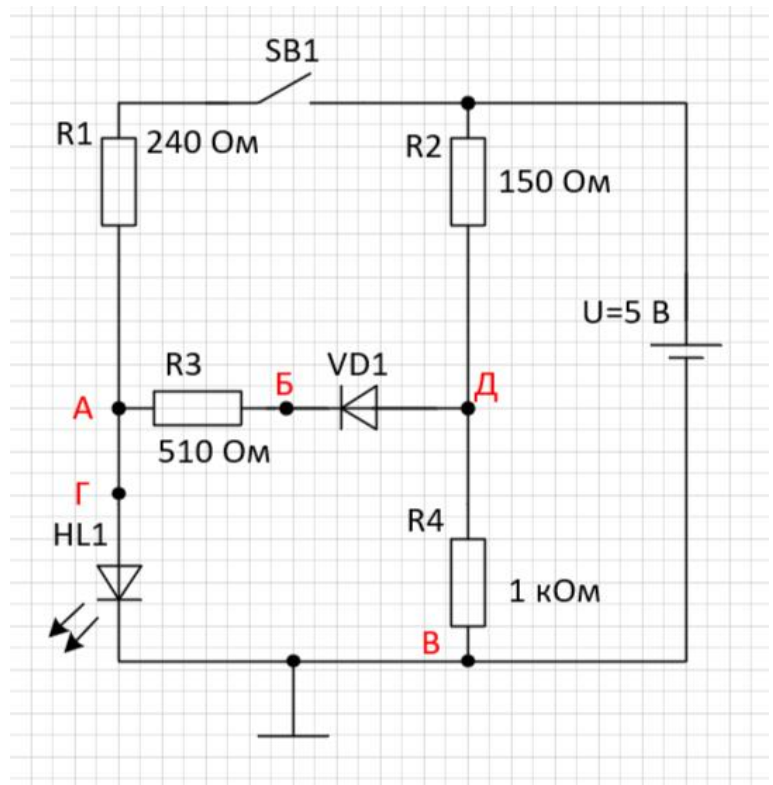 SB1
R1
240 Ом
R2
150 Ом
U=5 В
R3
Б
VD1
Д
А
510 Ом
Г
HL1
R4
1 кОм
В